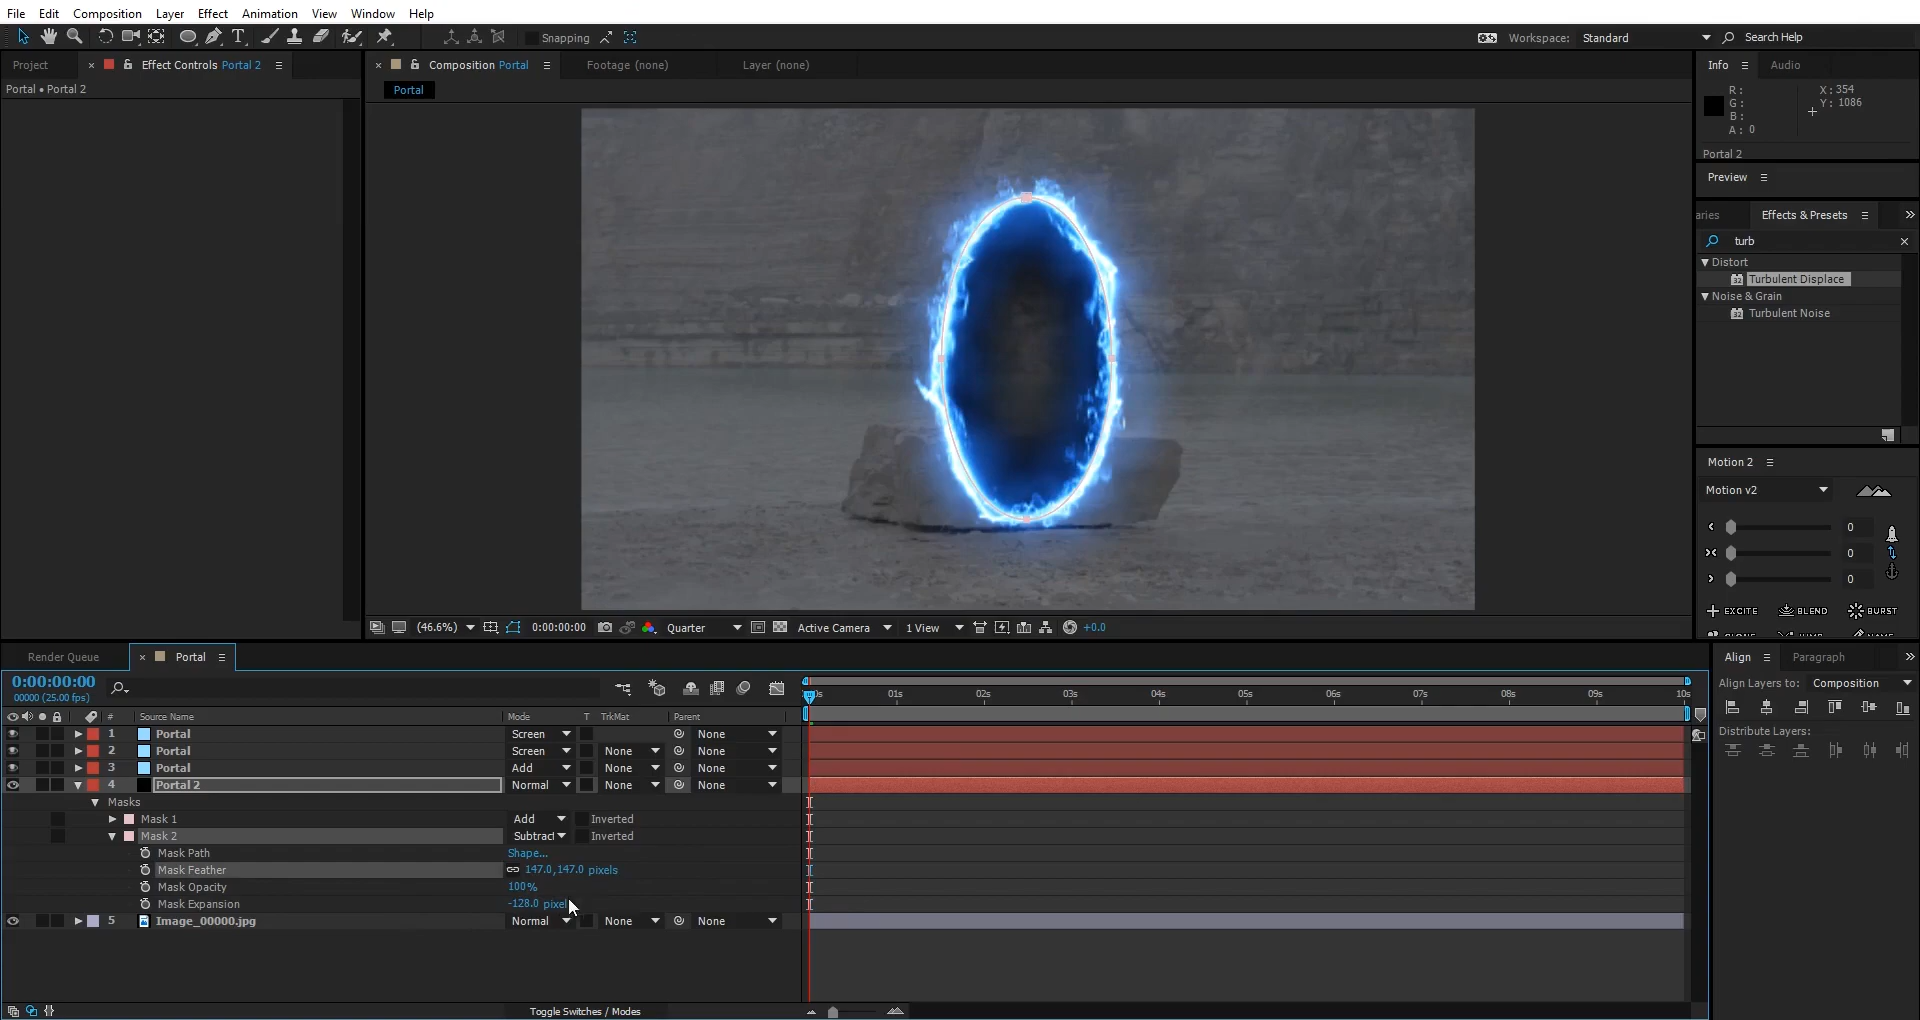 File Edit Composition Layer Effect Animation View Window Help
Snapping
Workspace: Standard
Search Help
Project
Effect Controls Portal 2
Composition Portal
Footage (none)
Layer (none)
Info
Audio
Portal • Portal 2
Portal
R:
G:
B:
A: 0
X: 354
Y: 1086
Portal 2
Preview
aries
Effects & Presets
turb
Distort
Turbulent Displace
Noise & Grain
Turbulent Noise
Motion 2
Motion v2
0
0
0
EXCITE BLEND BURST
(46.6%)
0:00:00:00
Quarter
Active Camera
1 View
+0.0
Render Queue
Portal
Align
Paragraph
0:00:00:00
00000 (25.00 fps)
01s 02s 03s 04s 05s 06s 07s 08s 09s 10s
Align Layers to: Composition
Distribute Layers:
# Source Name Mode T TrkMat Parent
1 Portal Screen None
2 Portal Screen None None
3 Portal Add None None
4 Portal 2 Normal None None
Masks
Mask 1 Add Inverted
Mask 2 Subtract Inverted
Mask Path Shape...
Mask Feather 147.0,147.0 pixels
Mask Opacity 100%
Mask Expansion -128.0 pixel
5 Image_00000.jpg Normal None None
Toggle Switches / Modes